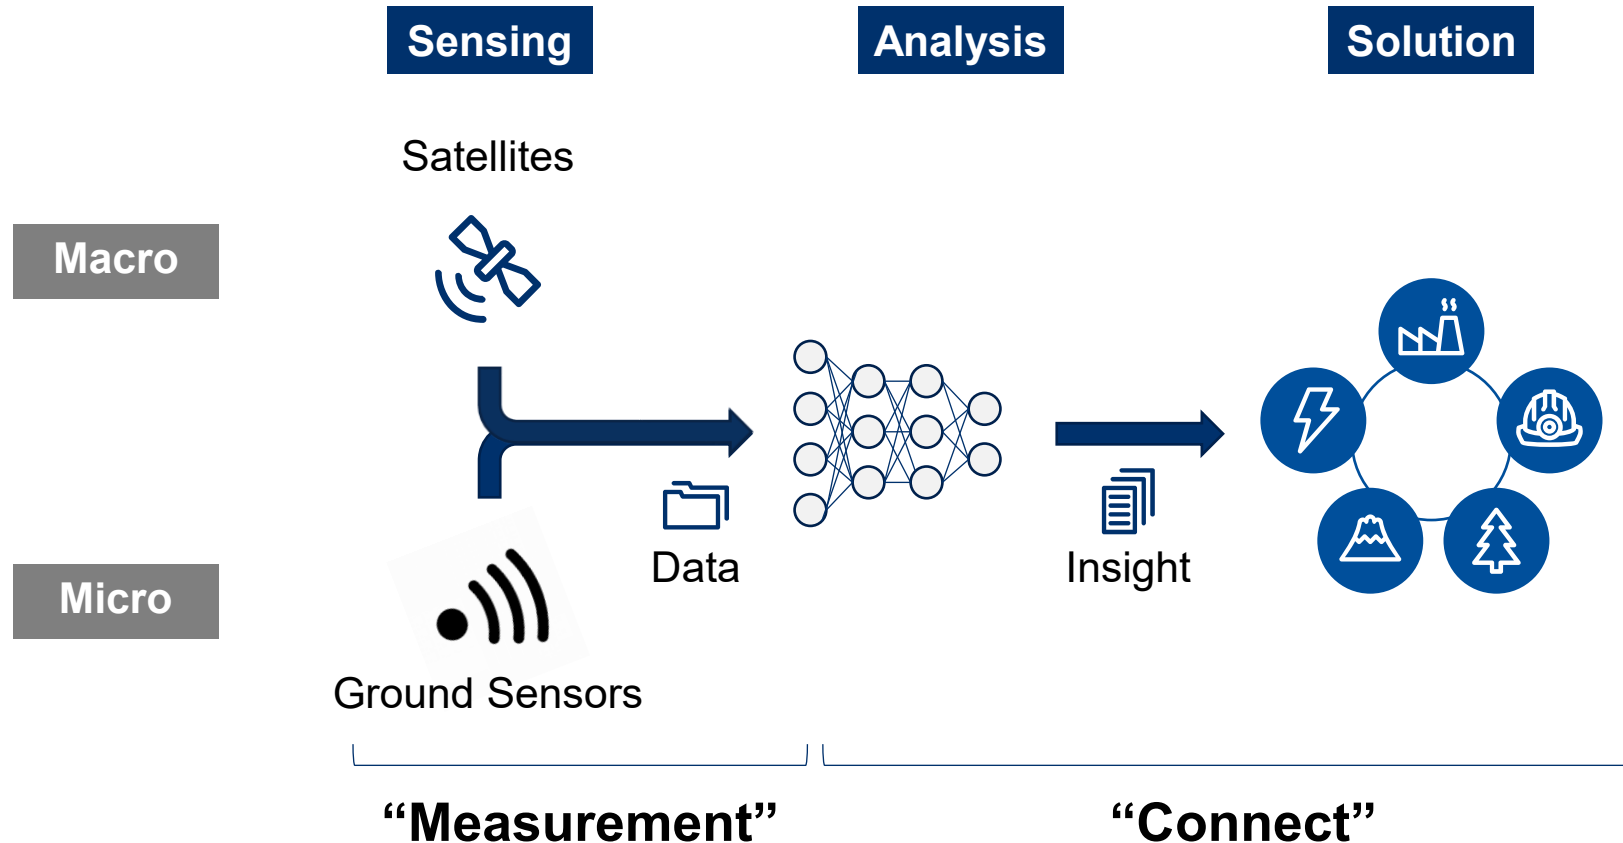 Sensing
Analysis
Solution
Satellites
Macro
Data
Insight
Micro
Ground Sensors
“Measurement”
“Connect”